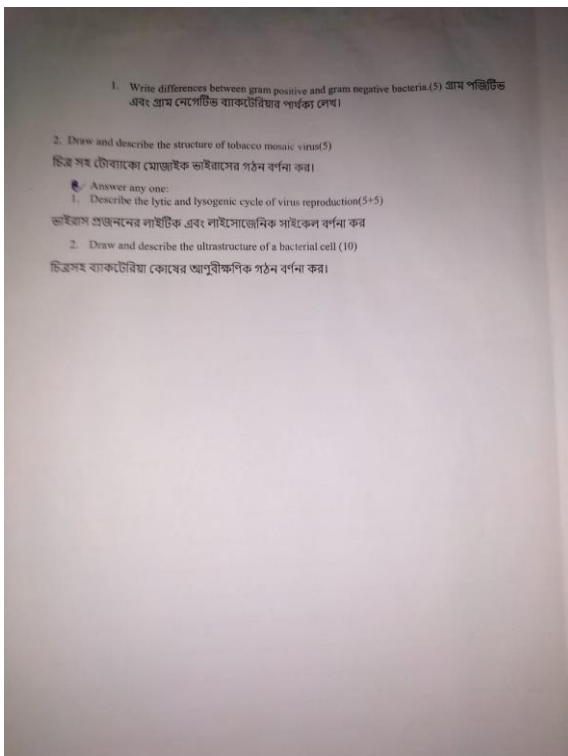 1. Write differences between gram positive and gram negative bacteria.(5) গ্রাম পজিটিভ
এবং গ্রাম নেগেটিভ ব্যাকটেরিয়ার পার্থক্য লেখ।
2. Draw and describe the structure of tobacco mosaic virus(5)
চিত্র সহ টোব্যাকো মোজাইক ভাইরাসের গঠন বর্ণনা কর।
Answer any one:
1. Describe the lytic and lysogenic cycle of virus reproduction(5+5)
ভাইরাস প্রজননের লাইটিক এবং লাইসোজেনিক সাইকেল বর্ণনা কর
2. Draw and describe the ultrastructure of a bacterial cell (10)
চিত্রসহ ব্যাকটেরিয়া কোষের আণুবীক্ষণিক গঠন বর্ণনা কর।